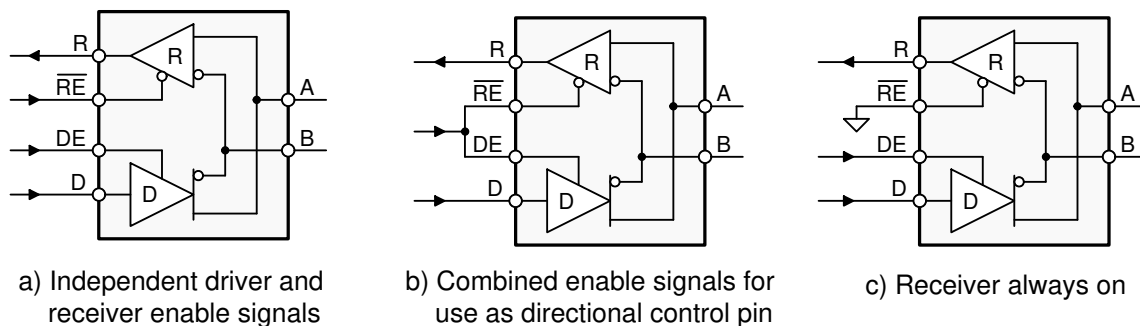 R
R
RE
DE
D
D
A
B
a) Independent driver and
receiver enable signals
R
R
RE
DE
D
D
A
B
b) Combined enable signals for
use as directional control pin
R
R
RE
DE
D
D
A
B
c) Receiver always on